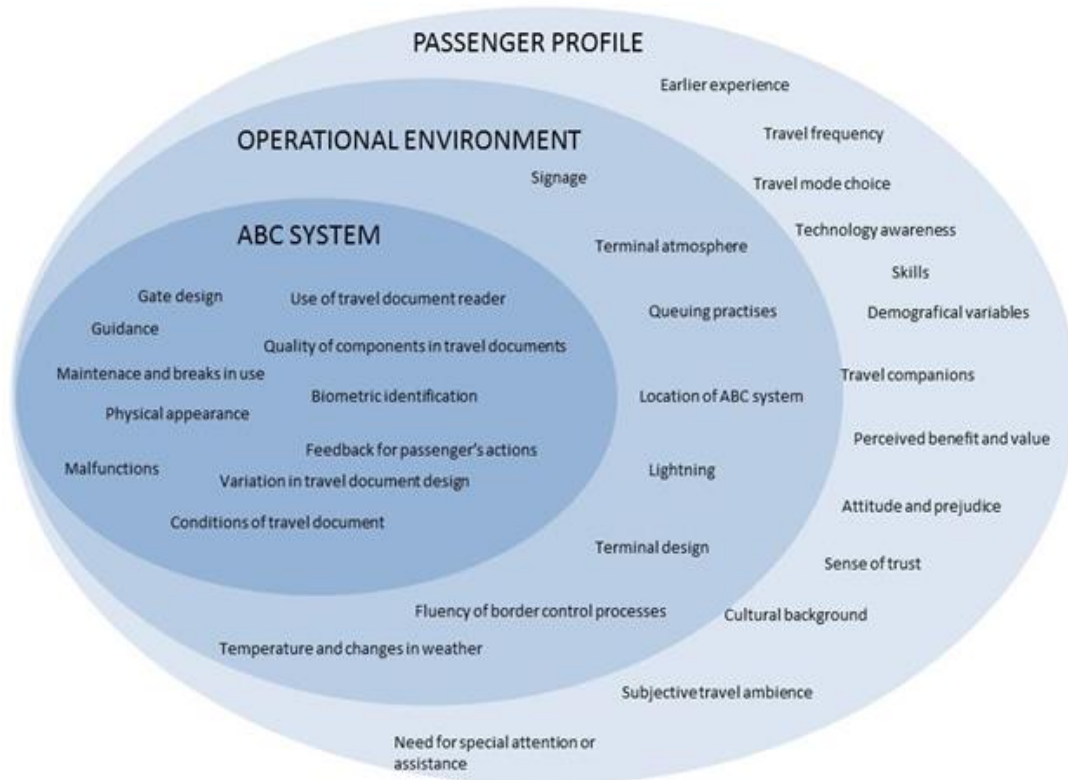 PASSENGER PROFILE
Earlier experience
Travel frequency
Travel mode choice
Technology awareness
Skills
Demografical variables
Travel companions
Perceived benefit and value
Attitude and prejudice
Sense of trust
Cultural background
Subjective travel ambience
Need for special attention or
assistance
OPERATIONAL ENVIRONMENT
Signage
Terminal atmosphere
Queuing practises
Location of ABC system
Lightning
Terminal design
Fluency of border control processes
Temperature and changes in weather
ABC SYSTEM
Gate design
Use of travel document reader
Guidance
Quality of components in travel documents
Maintenace and breaks in use
Biometric identification
Physical appearance
Feedback for passenger's actions
Malfunctions
Variation in travel document design
Conditions of travel document